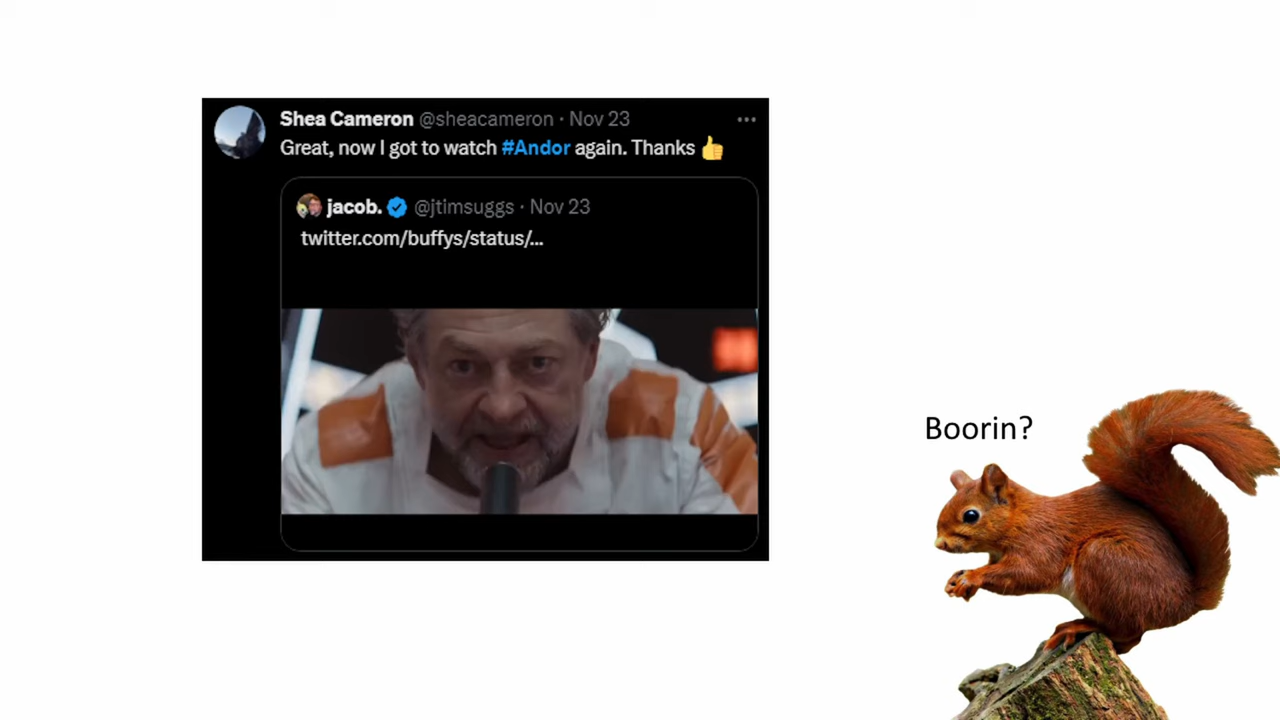 Shea Cameron @sheacameron · Nov 23
Great, now I got to watch #Andor again. Thanks 👍
jacob. @jtimsuggs · Nov 23
twitter.com/buffys/status/...
Boorin?